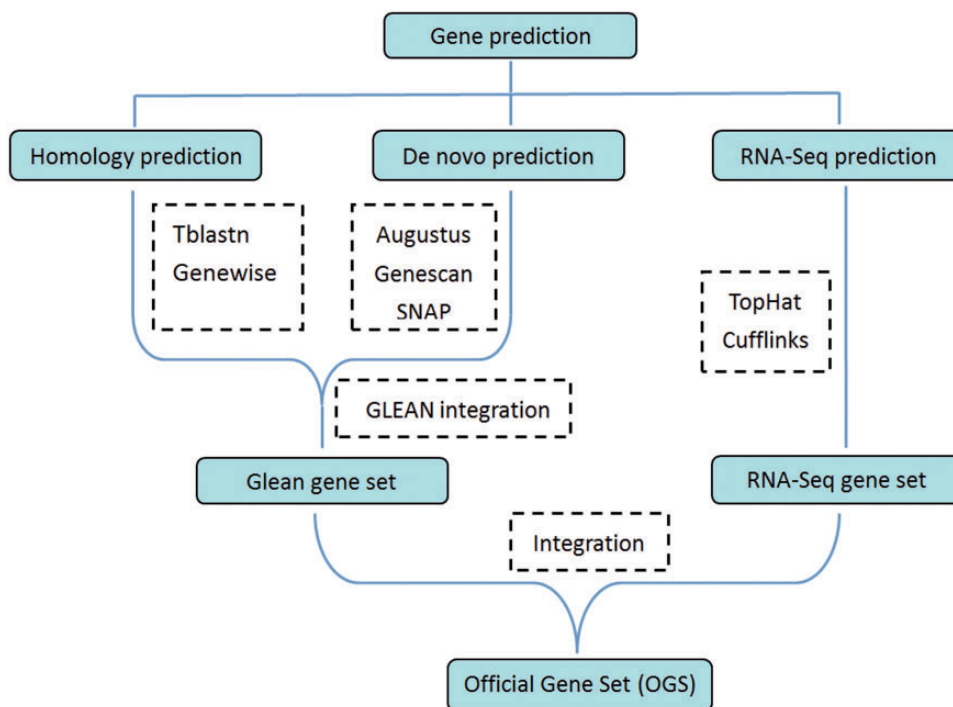 Gene prediction
Homology prediction
De novo prediction
RNA-Seq prediction
Tblastn
Genewise
Augustus
Genescan
SNAP
TopHat
Cufflinks
GLEAN integration
Glean gene set
RNA-Seq gene set
Integration
Official Gene Set (OGS)